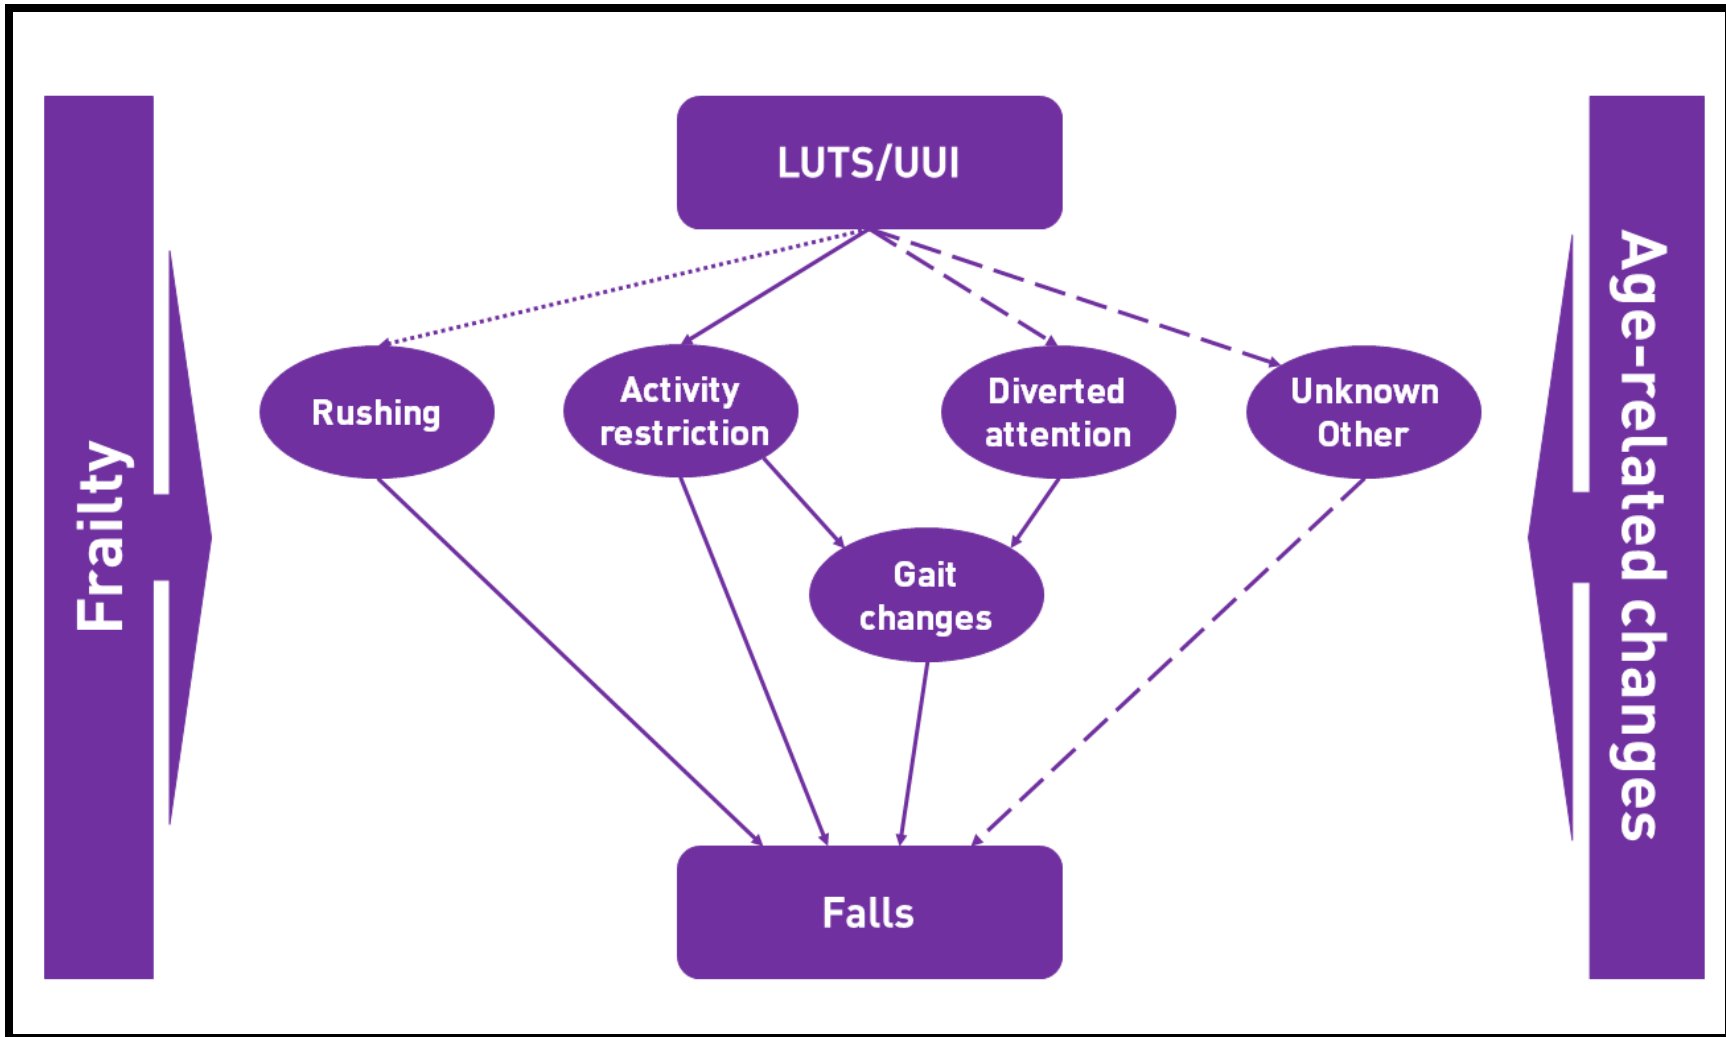 LUTS/UUI
Frailty
Age-related changes
Rushing
Activity
restriction
Diverted
attention
Unknown
Other
Gait
changes
Falls